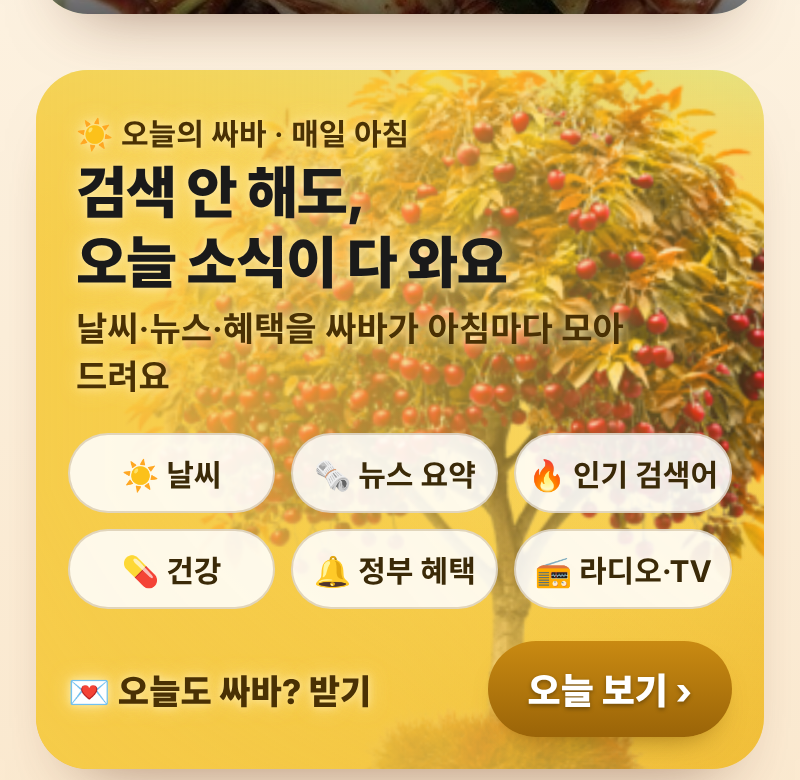 ☀️ 오늘의 싸바 · 매일 아침
검색 안 해도,
오늘 소식이 다 와요
날씨·뉴스·혜택을 싸바가 아침마다 모아
드려요
☀️ 날씨
🗞️ 뉴스 요약
🔥 인기 검색어
💊 건강
🔔 정부 혜택
📻 라디오·TV
💌 오늘도 싸바? 받기
오늘 보기 ›